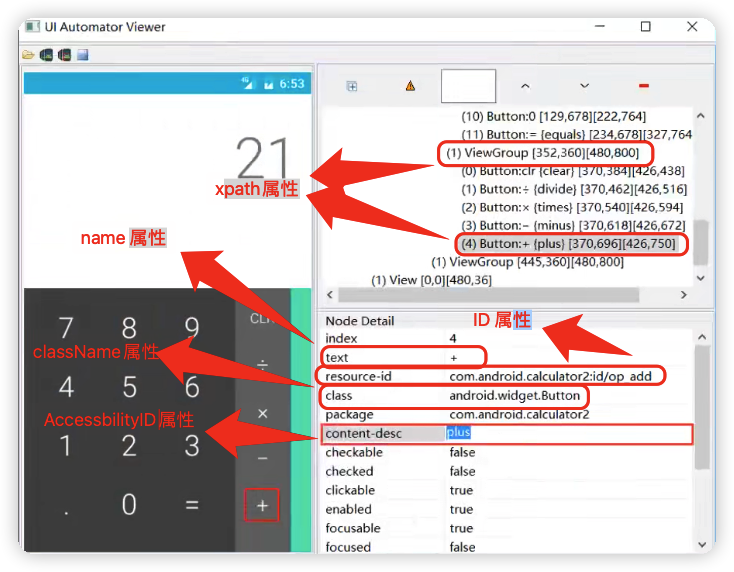 UI Automator Viewer
4G 6:53
21
xpath属性
name 属性
7 8 9
className属性
4 5 6
AccessbilityID属性
1 2 3
. 0 =
CLR
÷
×
−
+
(10) Button:0 [129,678][222,764]
(11) Button:= {equals} [234,678][327,764
(1) ViewGroup [352,360][480,800]
(0) Button:clr {clear} [370,384][426,438]
(1) Button:÷ {divide} [370,462][426,516]
(2) Button:× {times} [370,540][426,594]
(3) Button:− {minus} [370,618][426,672]
(4) Button:+ {plus} [370,696][426,750]
(1) ViewGroup [445,360][480,800]
(1) View [0,0][480,36]
Node Detail
ID 属性
index 4
text +
resource-id com.android.calculator2:id/op_add
class android.widget.Button
package com.android.calculator2
content-desc plus
checkable false
checked false
clickable true
enabled true
focusable true
focused false